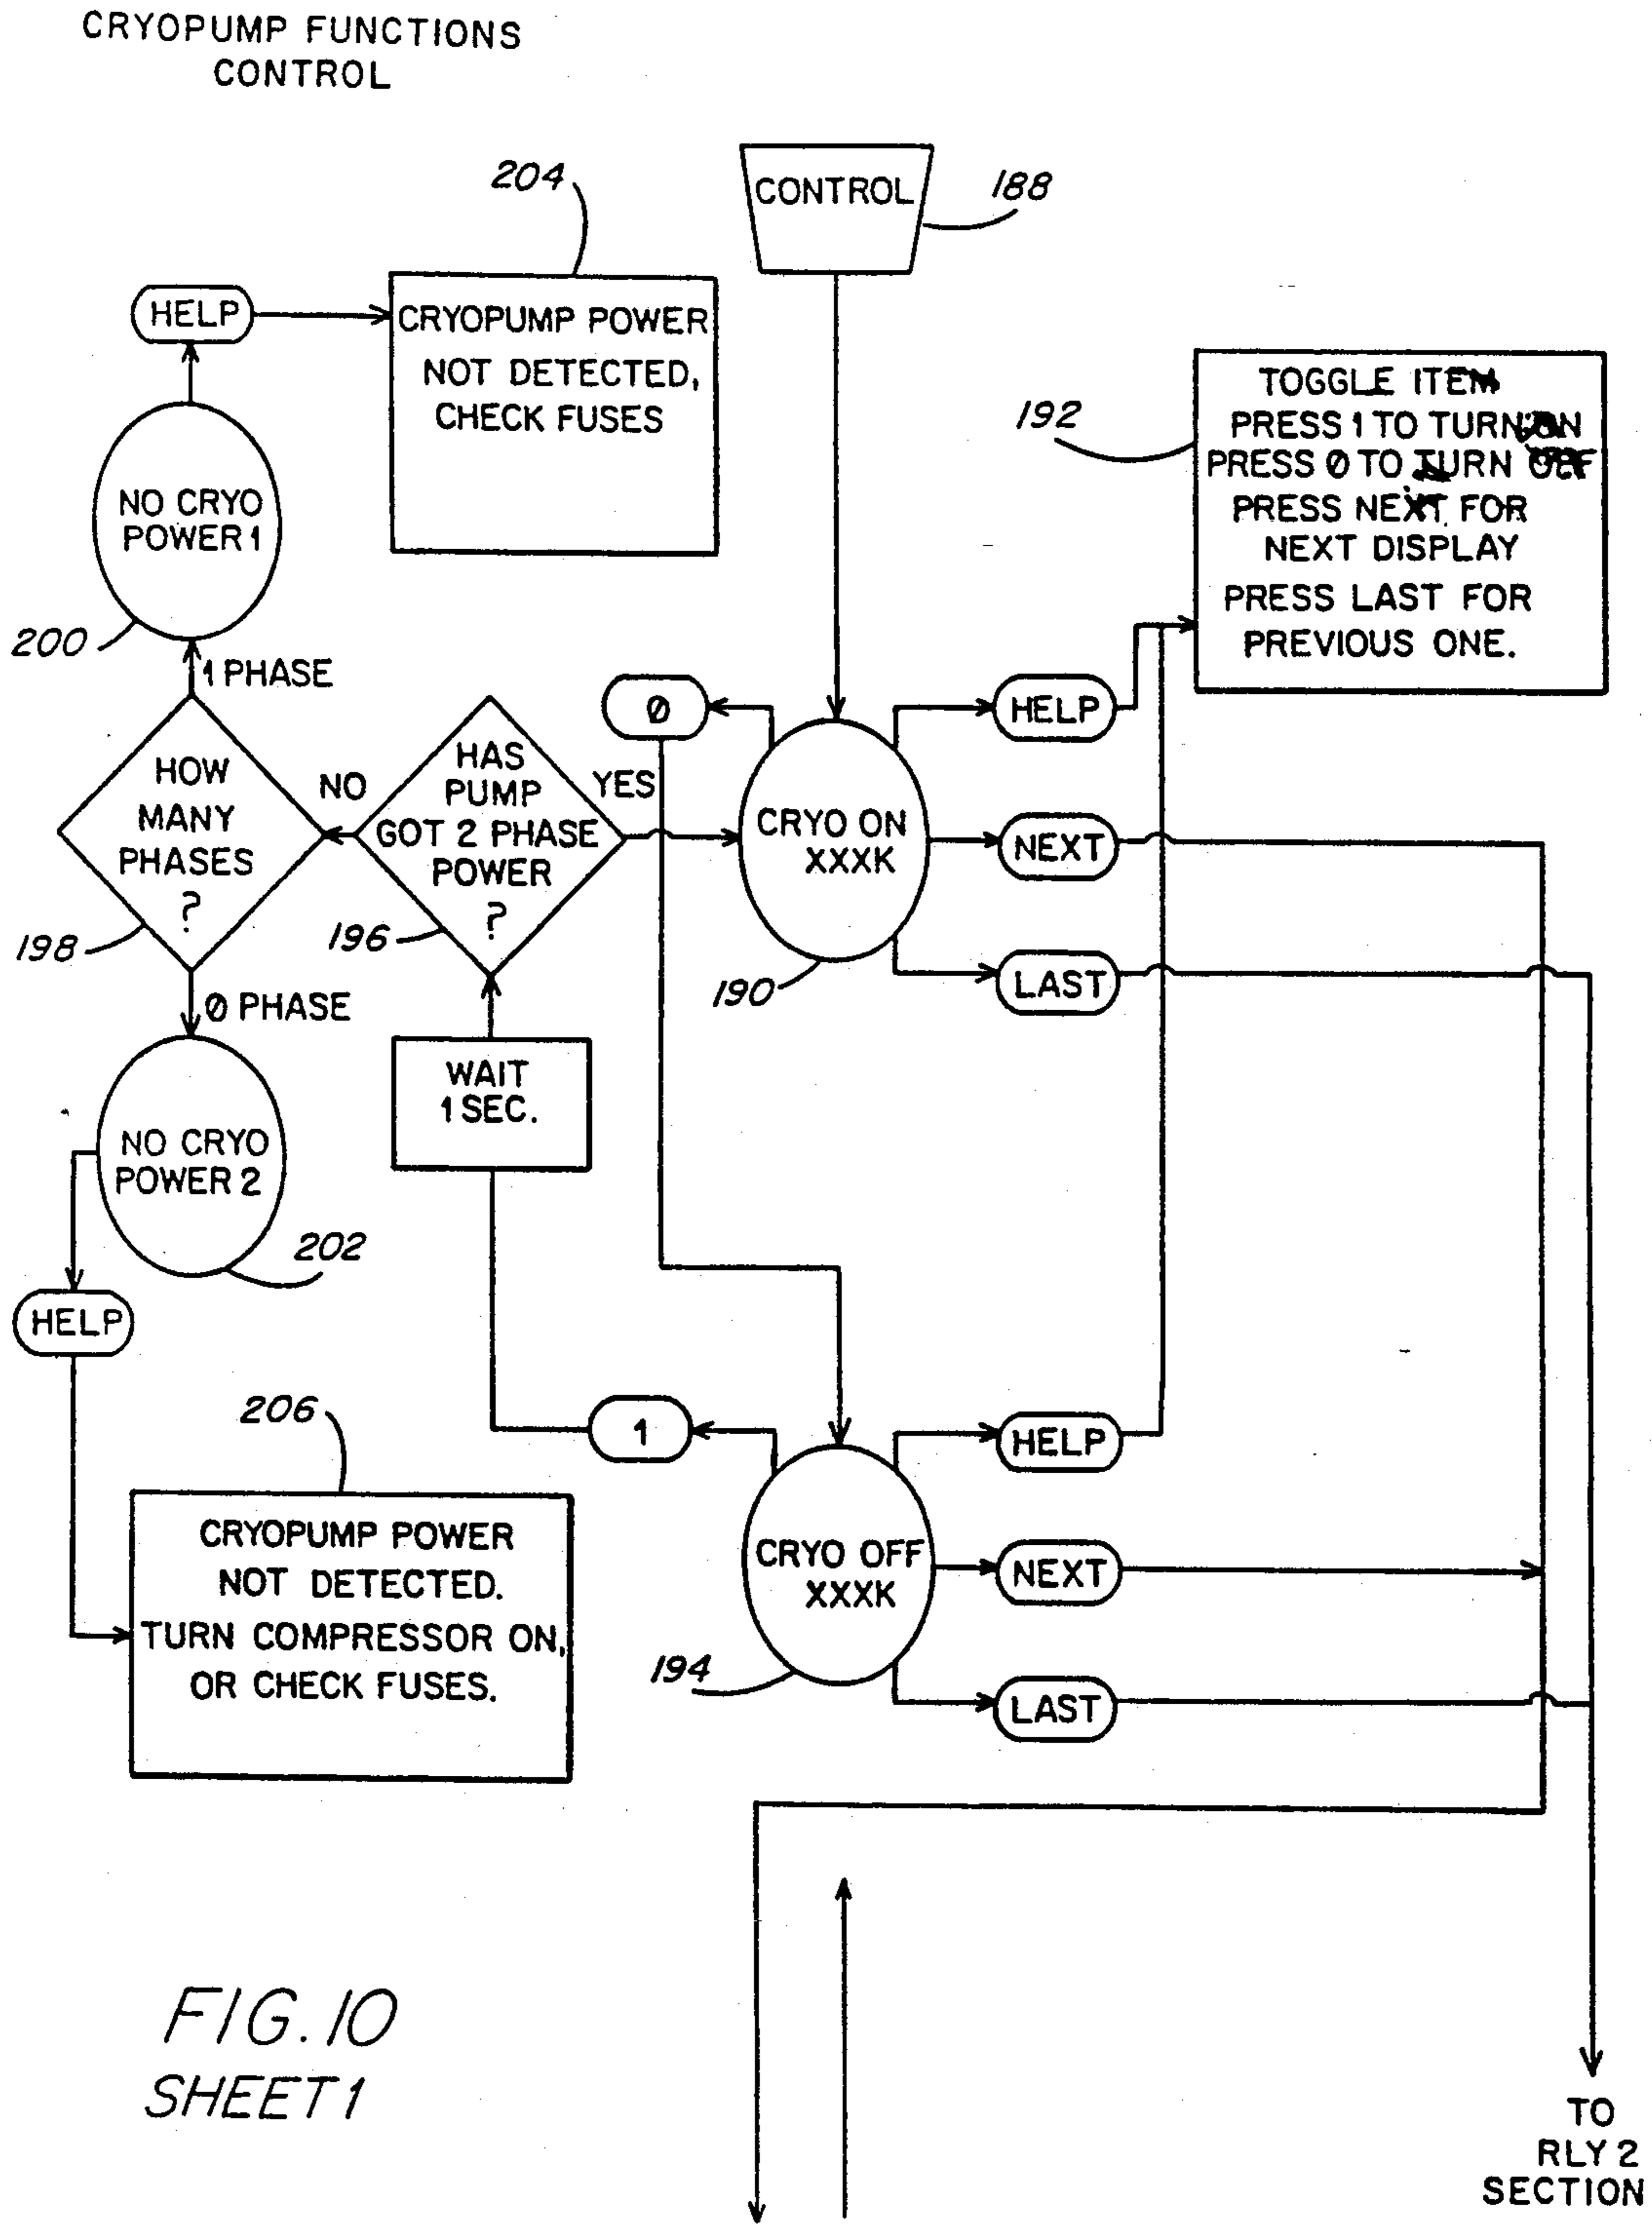 CRYOPUMP FUNCTIONS
CONTROL
204
CONTROL
188
HELP
CRYOPUMP POWER
NOT DETECTED,
CHECK FUSES
192
TOGGLE ITEM
PRESS 1 TO TURN ON
PRESS 0 TO TURN OFF
PRESS NEXT FOR
NEXT DISPLAY
PRESS LAST FOR
PREVIOUS ONE.
NO CRYO
POWER 1
200
1 PHASE
HOW
MANY
PHASES
?
198
NO
HAS
PUMP
GOT 2 PHASE
POWER
?
196
YES
0
CRYO ON
XXXK
190
HELP
NEXT
LAST
0 PHASE
NO CRYO
POWER 2
202
WAIT
1 SEC.
HELP
206
CRYOPUMP POWER
NOT DETECTED.
TURN COMPRESSOR ON,
OR CHECK FUSES.
1
CRYO OFF
XXXK
194
HELP
NEXT
LAST
FIG. 10
SHEET 1
TO
RLY 2
SECTION